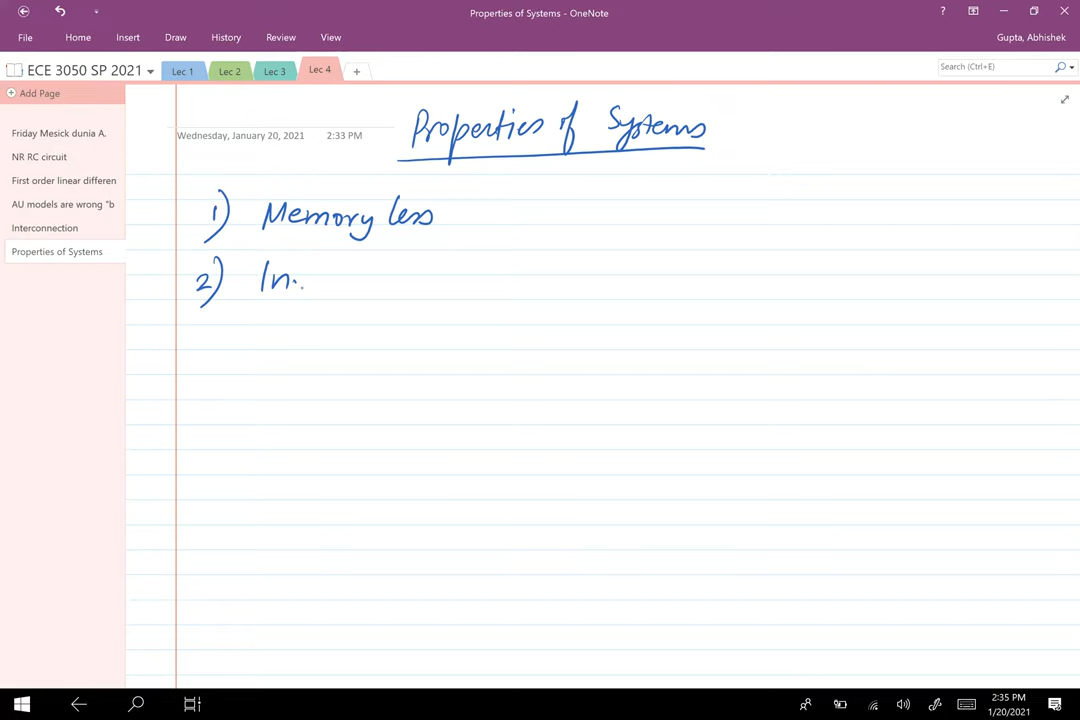 Properties of Systems - OneNote
?
File Home Insert Draw History Review View
Gupta, Abhishek
ECE 3050 SP 2021
Lec 1 Lec 2 Lec 3 Lec 4 +
Search (Ctrl+E)
Add Page
Friday Mesick dunia A.
NR RC circuit
First order linear differen
AU models are wrong "b
Interconnection
Properties of Systems
Wednesday, January 20, 2021 2:33 PM
Properties of Systems
1) Memory less
2) In
2:35 PM
1/20/2021